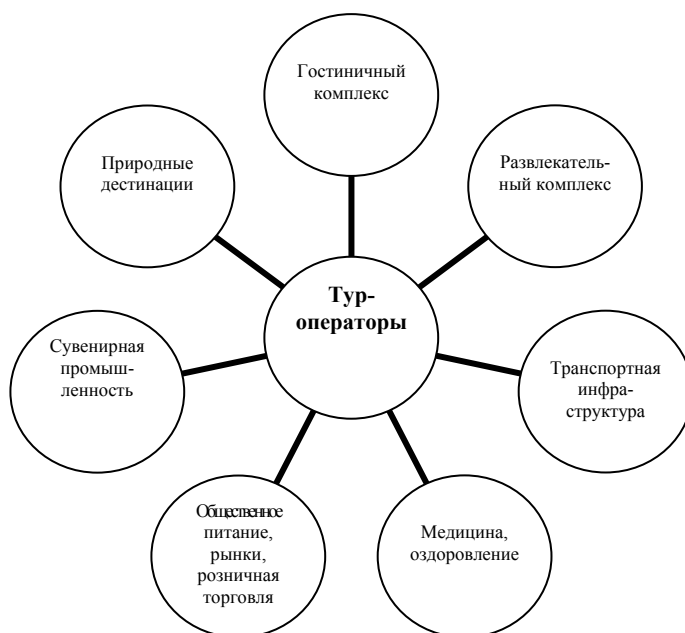 Гостиничный
комплекс
Природные
дестинации
Развлекатель-
ный комплекс
Тур-
операторы
Сувенирная
промыш-
ленность
Транспортная
инфра-
структура
Общественное
питание,
рынки,
розничная
торговля
Медицина,
оздоровление